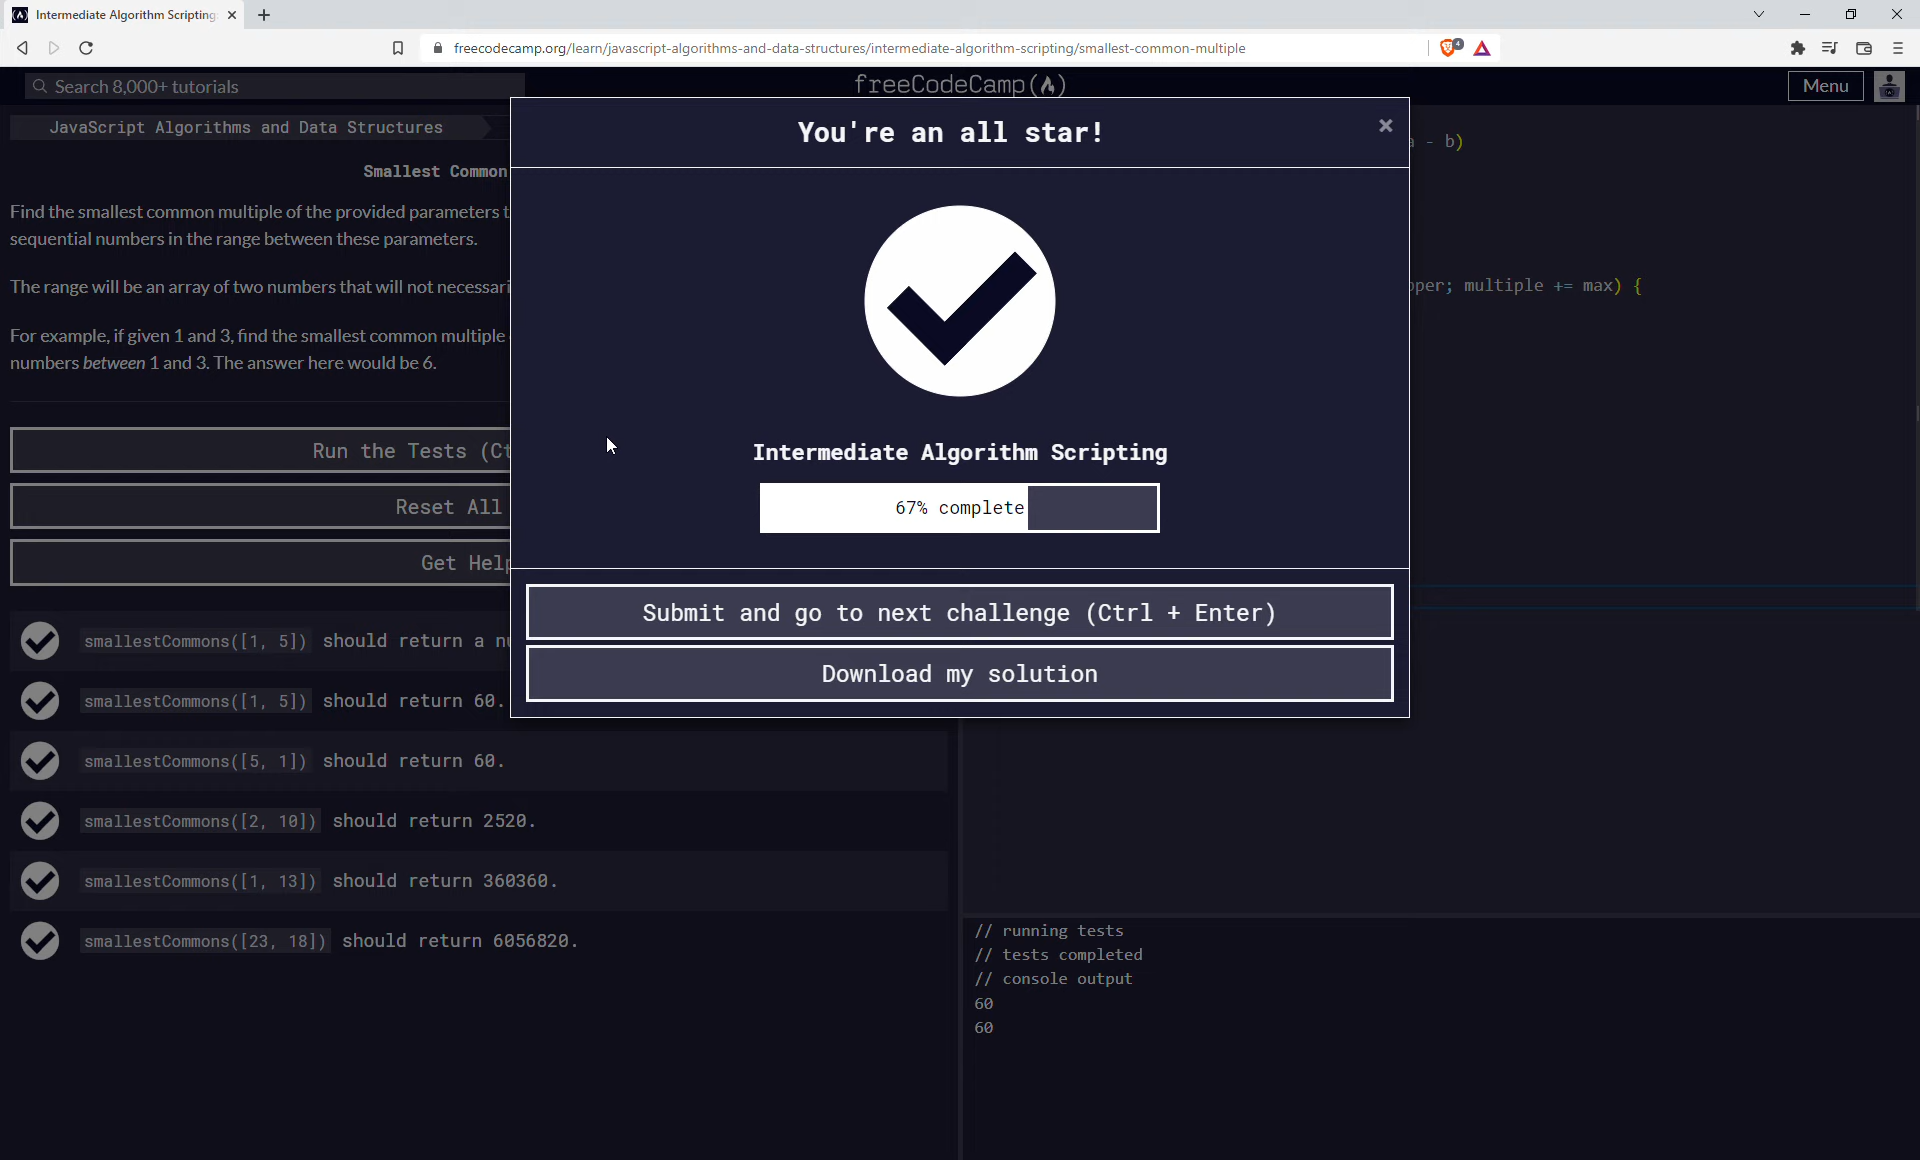 Intermediate Algorithm Scripting
freecodecamp.org/learn/javascript-algorithms-and-data-structures/intermediate-algorithm-scripting/smallest-common-multiple
4
Search 8,000+ tutorials
freeCodeCamp
Menu
JavaScript Algorithms and Data Structures
Smallest Common
Find the smallest common multiple of the provided parameters
sequential numbers in the range between these parameters.
The range will be an array of two numbers that will not
For example, if given 1 and 3, find the smallest common multiple
numbers between 1 and 3. The answer here would be 6.
Run the Tests
Reset All
Get Help
You're an all star!
×
Intermediate Algorithm Scripting
67% complete
Submit and go to next challenge (Ctrl + Enter)
Download my solution
- b)
; multiple += max) {
smallestCommons([1, 5]) should return a
smallestCommons([1, 5]) should return 60.
smallestCommons([5, 1]) should return 60.
smallestCommons([2, 10]) should return 2520.
smallestCommons([1, 13]) should return 360360.
smallestCommons([23, 18]) should return 6056820.
// running tests
// tests completed
// console output
60
60